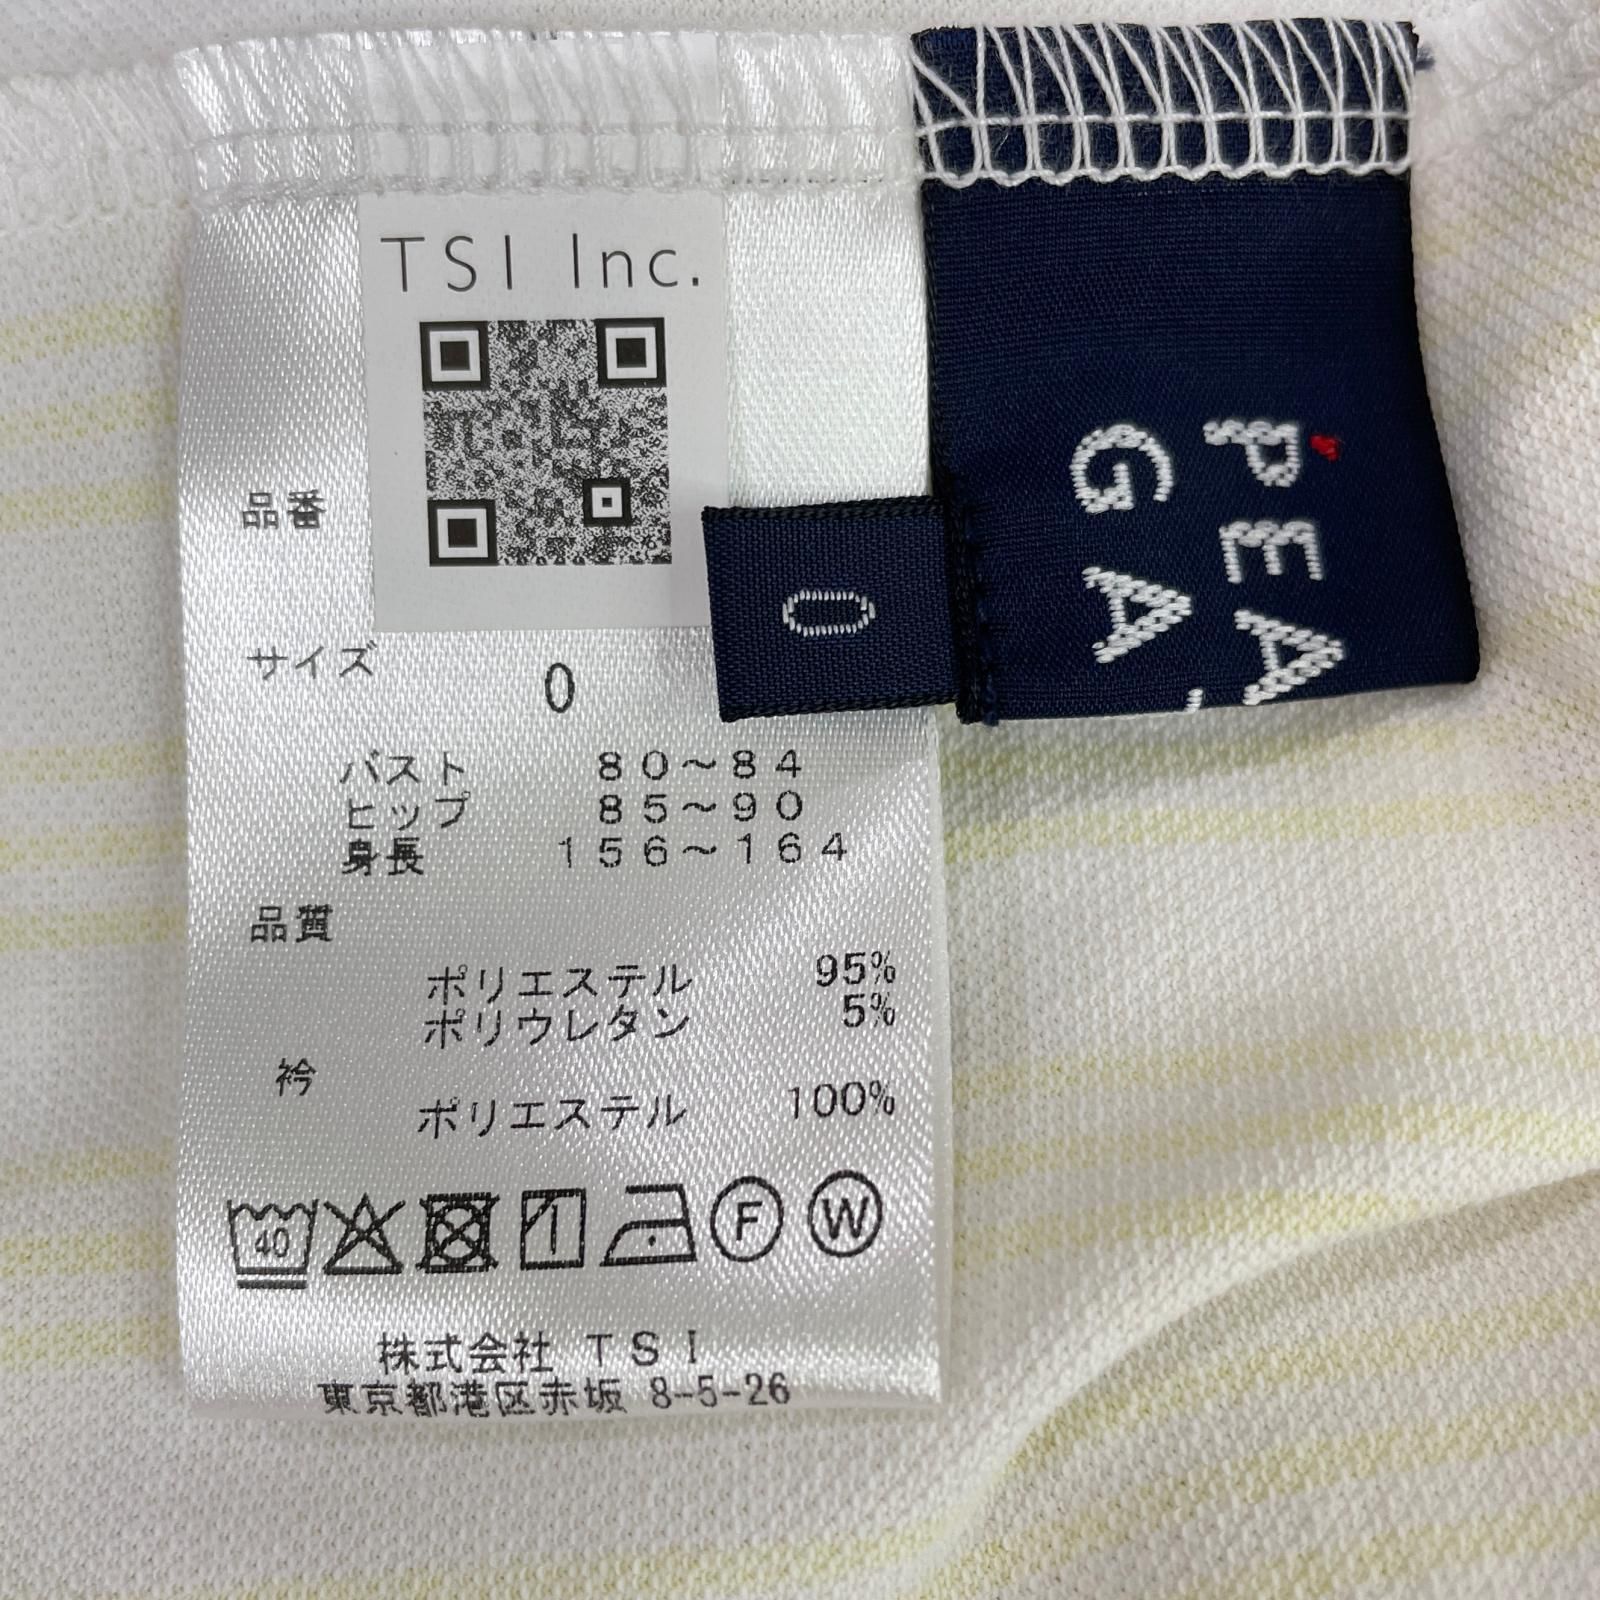 TSI Inc.
品番
サイズ 0
バスト 80～84
ヒップ 85～90
身長 156～164
品質
ポリエステル 95%
ポリウレタン 5%
衿
ポリエステル 100%
40
F
W
株式会社 TSI
東京都港区赤坂 8-5-26
0
PEA
GA